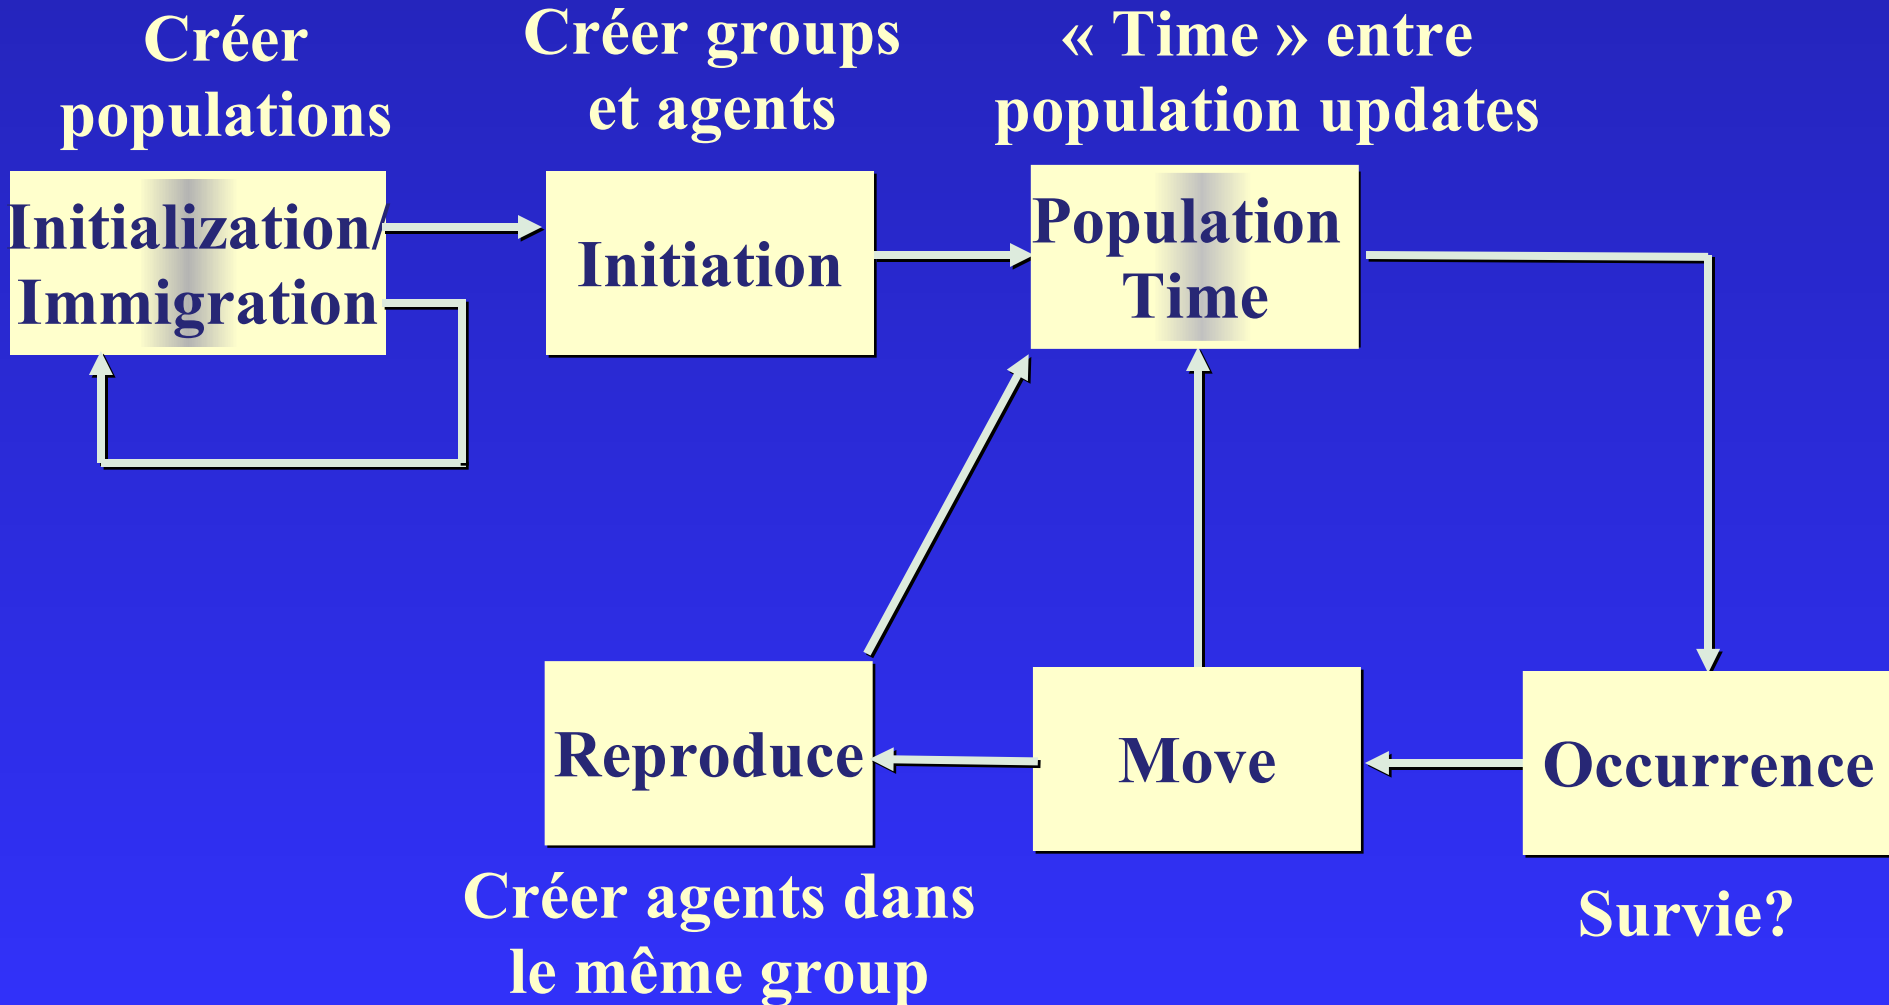 Créer
populations
Créer groups
et agents
« Time » entre
population updates
Initialization/
Immigration
Initiation
Population
Time
Reproduce
Move
Occurrence
Créer agents dans
le même group
Survie?